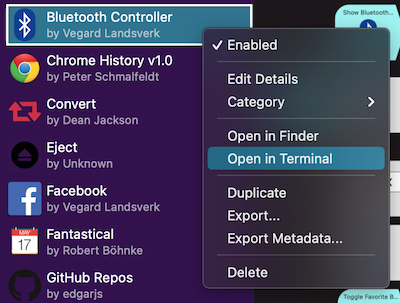 Bluetooth Controller
by Vegard Landsverk
Chrome History v1.0
by Peter Schmalfeldt
Convert
by Dean Jackson
Eject
by Unknown
Facebook
by Vegard Landsverk
MAY
17
Fantastical
by Robert Böhnke
GitHub Repos
by edgarjs
✓ Enabled
Edit Details
Category
Open in Finder
Open in Terminal
Duplicate
Export...
Export Metadata...
Delete
Show Bluetooth...
Toggle Favorite B...